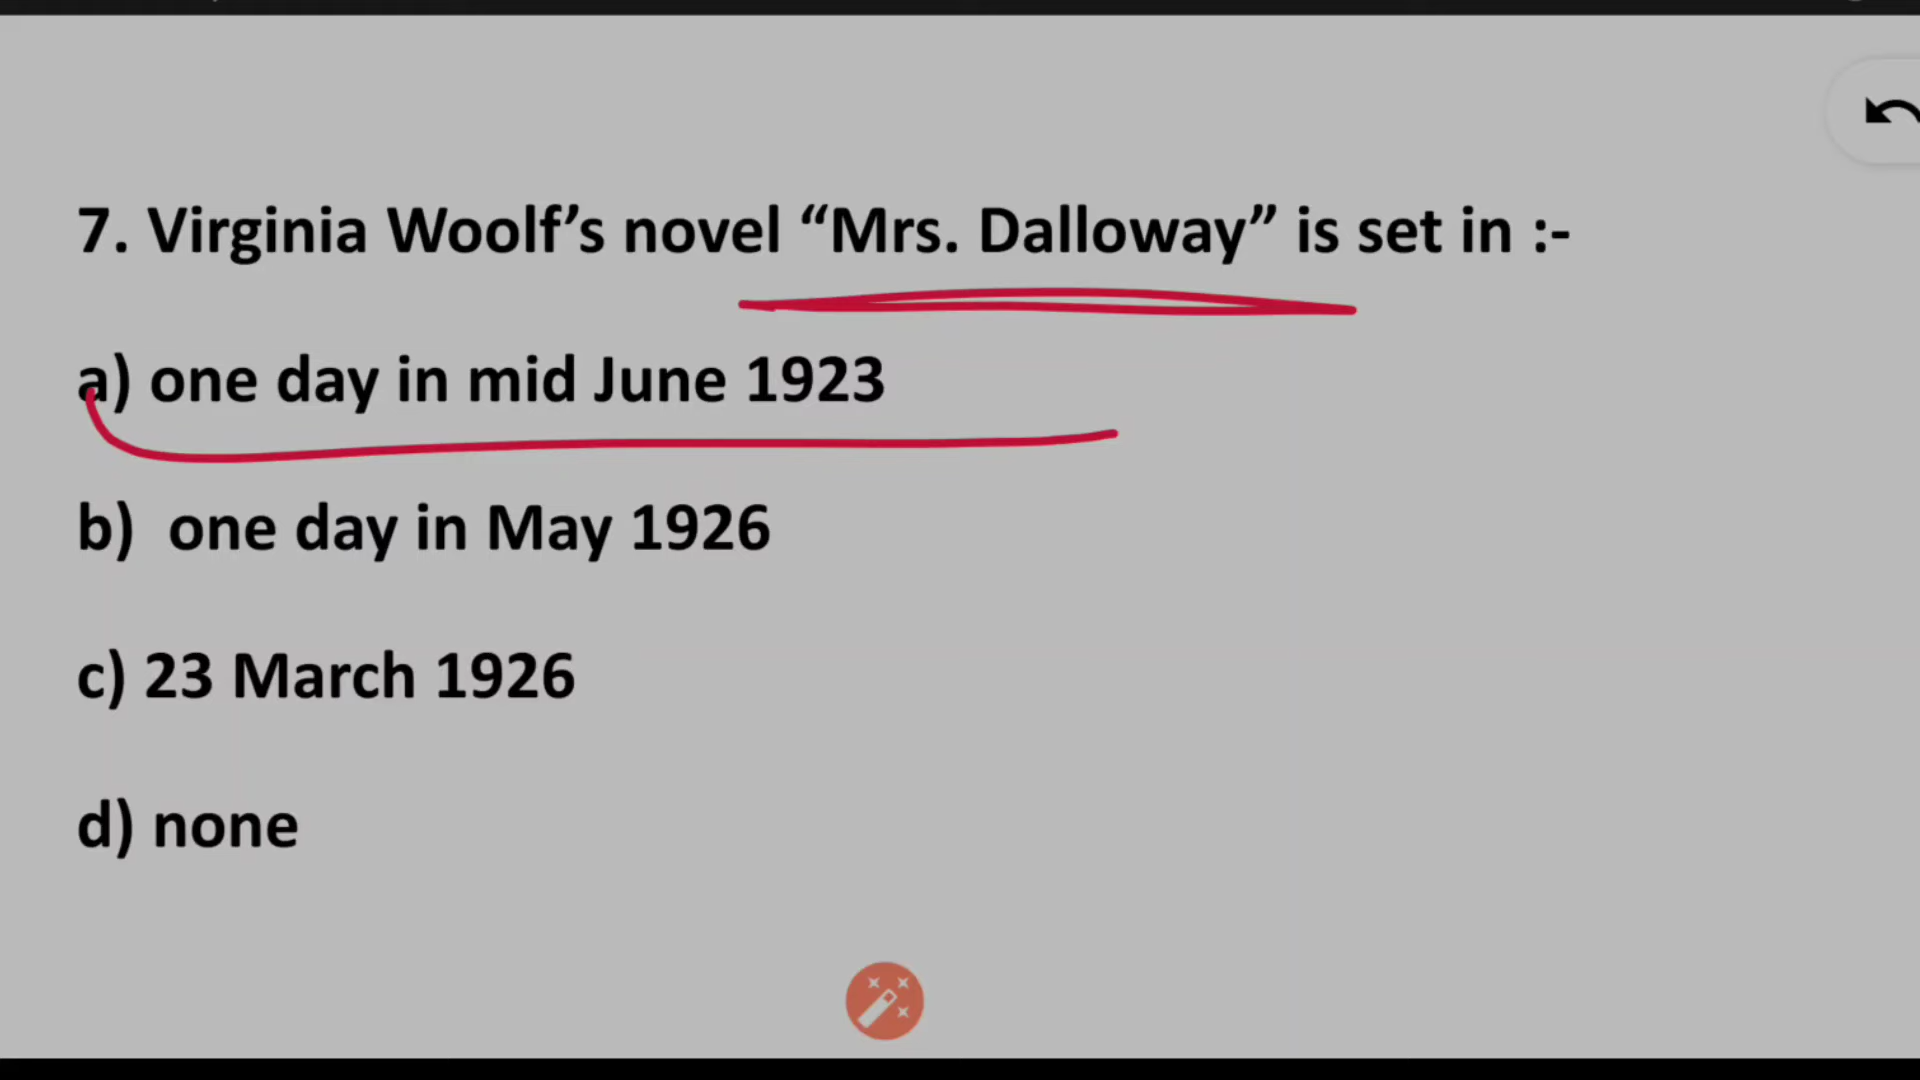 7. Virginia Woolf’s novel “Mrs. Dalloway” is set in :-
a) one day in mid June 1923
b) one day in May 1926
c) 23 March 1926
d) none